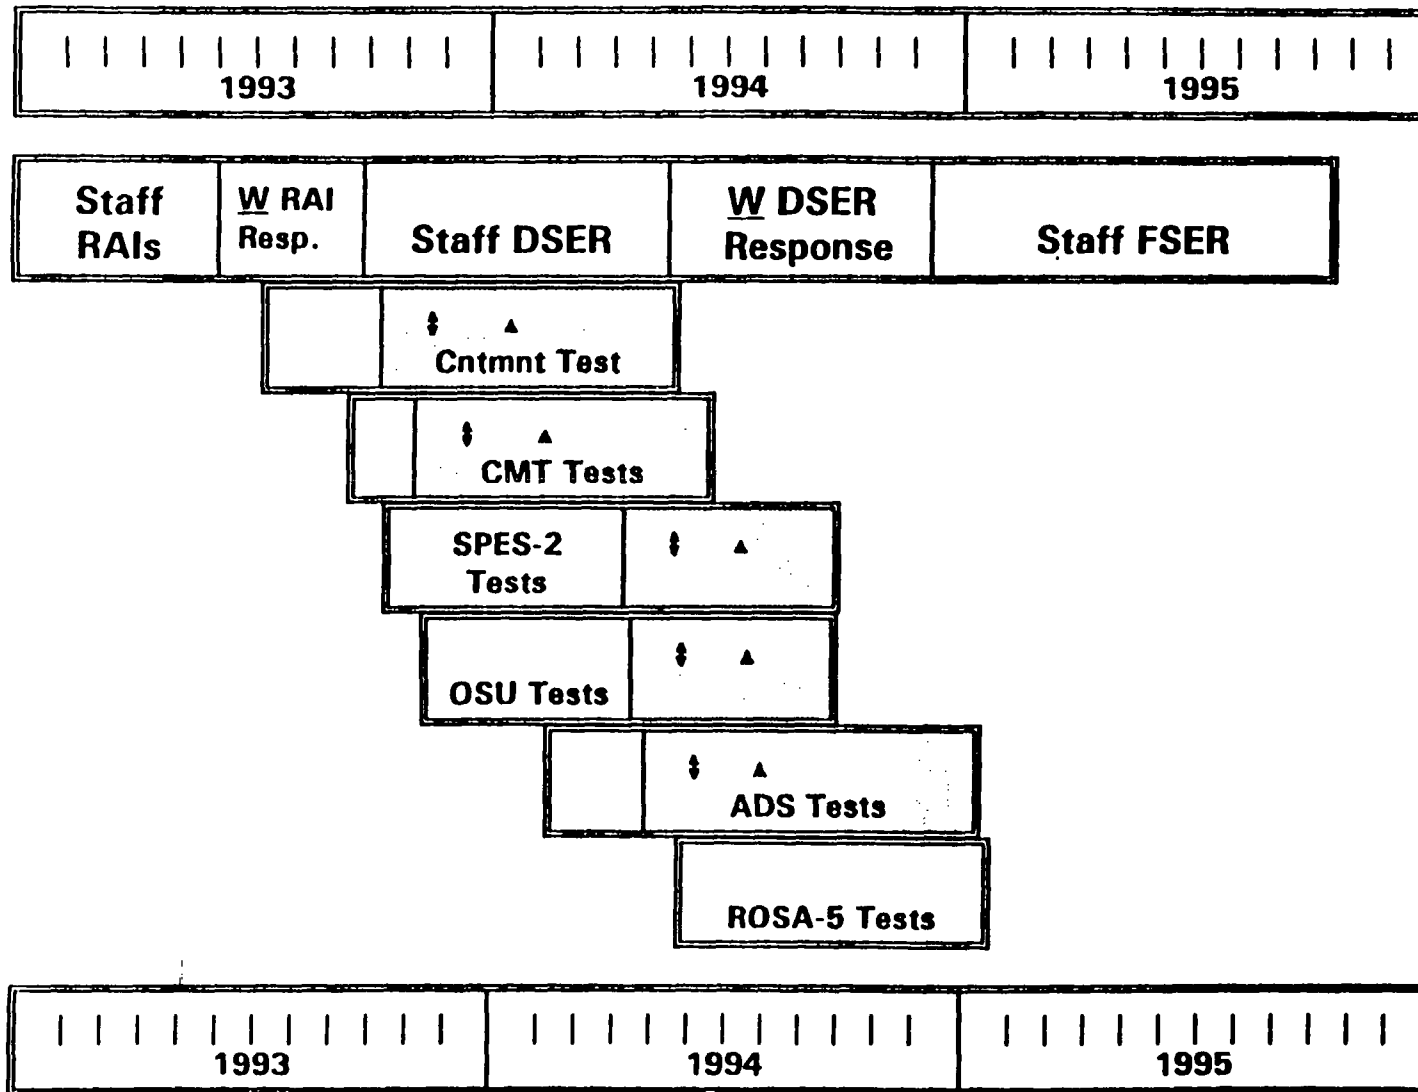 1993 1994 1995
Staff
RAIs
W RAI
Resp.
Staff DSER
W DSER
Response
Staff FSER
Cntmnt Test
CMT Tests
SPES-2
Tests
OSU Tests
ADS Tests
ROSA-5 Tests
1993 1994 1995